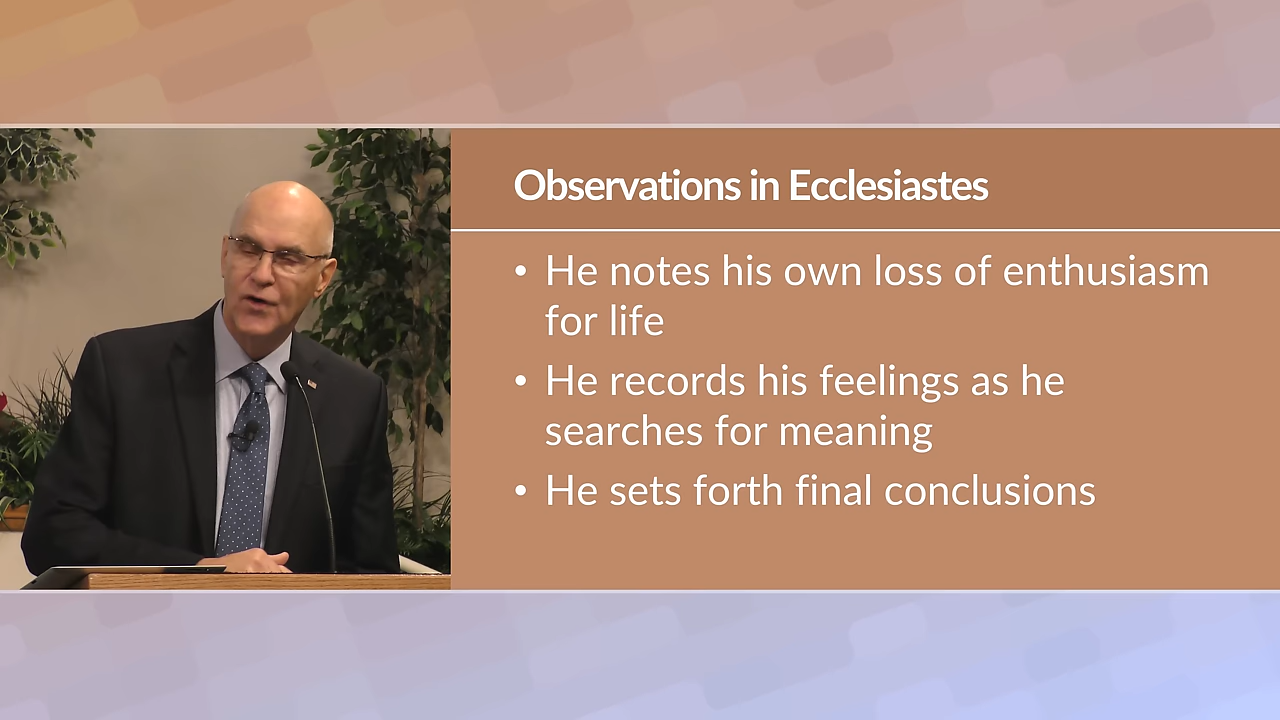 Observations in Ecclesiastes
• He notes his own loss of enthusiasm
for life
• He records his feelings as he
searches for meaning
• He sets forth final conclusions